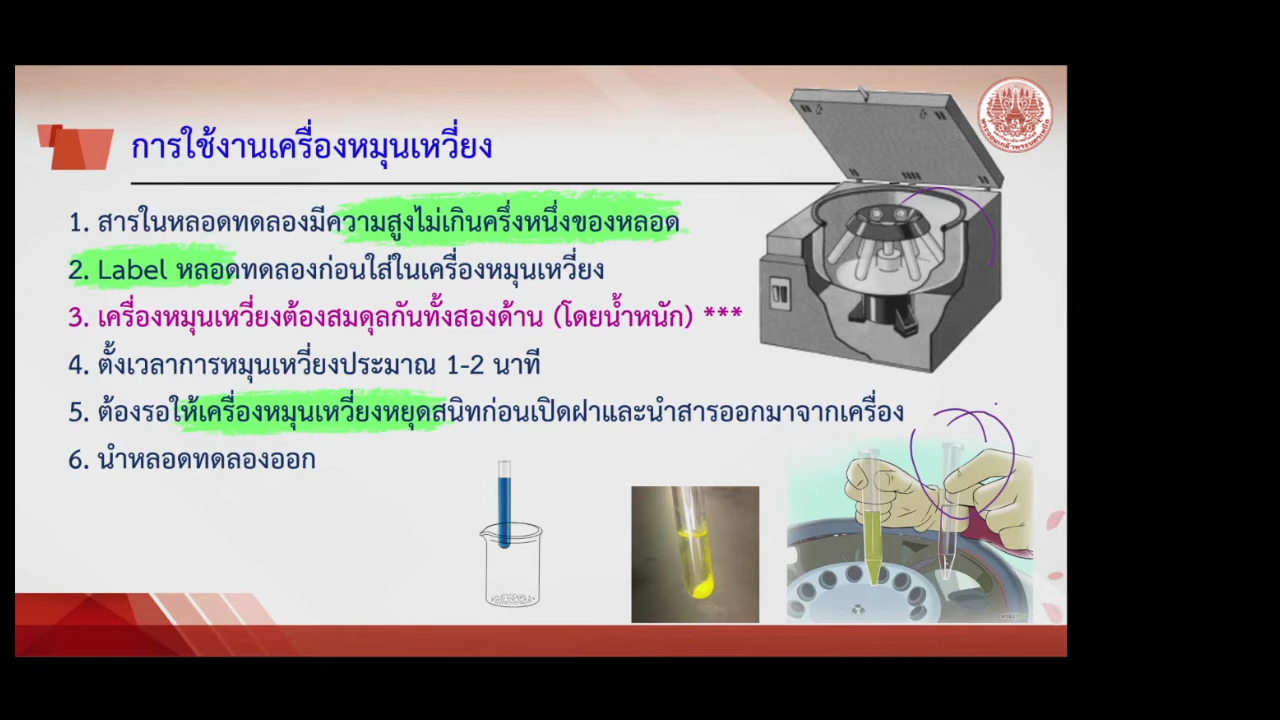 การใช้งานเครื่องหมุนเหวี่ยง
1. สารในหลอดทดลองมีความสูงไม่เกินครึ่งหนึ่งของหลอด
2. Label หลอดทดลองก่อนใส่ในเครื่องหมุนเหวี่ยง
3. เครื่องหมุนเหวี่ยงต้องสมดุลกันทั้งสองด้าน (โดยน้ำหนัก) ***
4. ตั้งเวลาการหมุนเหวี่ยงประมาณ 1-2 นาที
5. ต้องรอให้เครื่องหมุนเหวี่ยงหยุดสนิทก่อนเปิดฝาและนำสารออกมาจากเครื่อง
6. นำหลอดทดลองออก